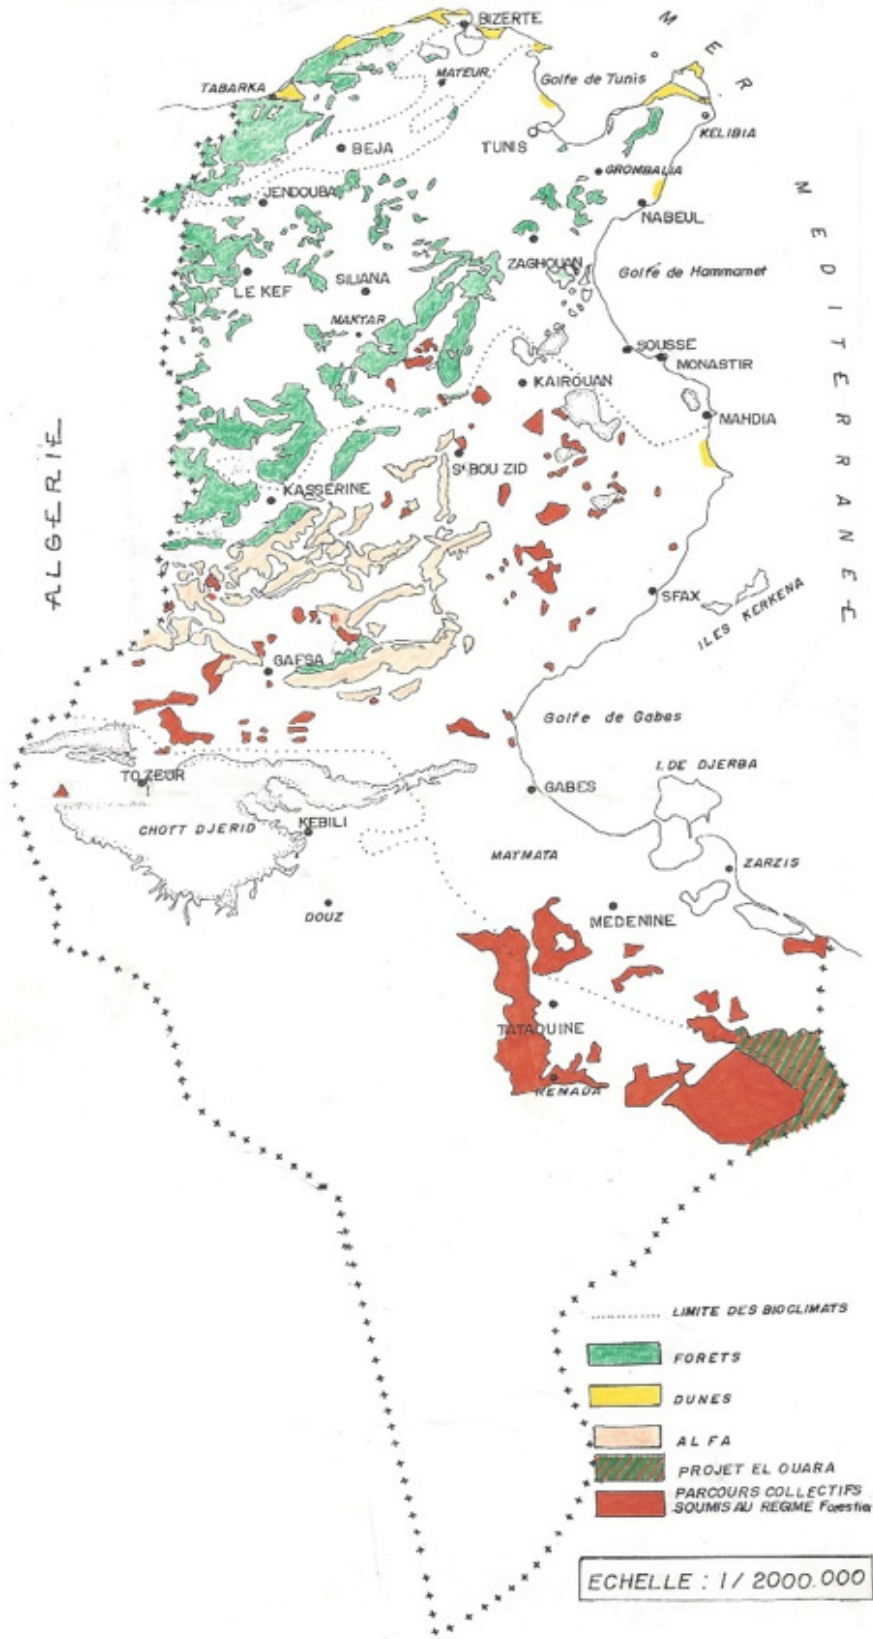 MER
BIZERTE
MATEUR
Golfe de Tunis
TABARKA
KELIBIA
BEJA
TUNIS
GROMBALIA
JENDOUBA
NABEUL
MEDITERRANEE
ZAGHOUAN
Golfe de Hammamet
LE KEF
SILIANA
MAKTAR
SOUSSE
MONASTIR
KAIROUAN
MAHDIA
ALGERIE
Sᴵ BOU ZID
KASSERINE
SFAX
ILES KERKENA
GAFSA
Golfe de Gabes
I. DE DJERBA
TOZEUR
GABES
CHOTT DJERID
KEBILI
MATMATA
ZARZIS
DOUZ
MEDENINE
TATAOUINE
REMADA
LIMITE DES BIOCLIMATS
FORETS
DUNES
ALFA
PROJET EL OUARA
PARCOURS COLLECTIFS
SOUMIS AU REGIME Forestier
ECHELLE : 1/2000.000